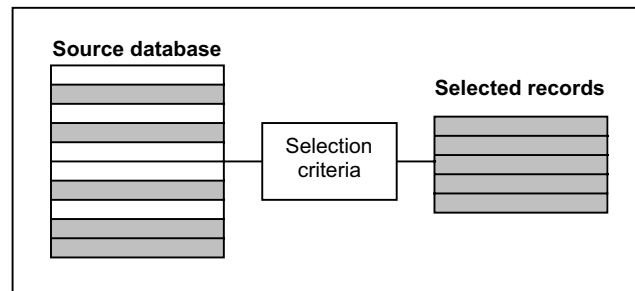 Source database
Selected records
Selection
criteria